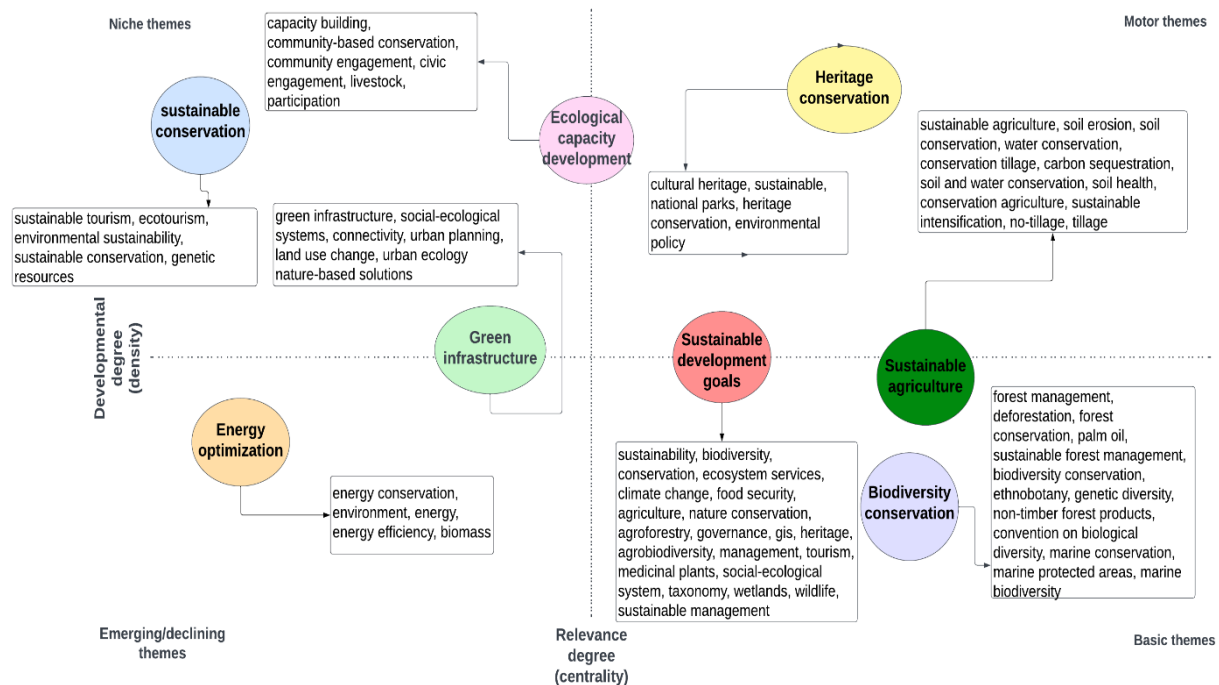 Niche themes
Motor themes
capacity building,
community-based conservation,
community engagement, civic
engagement, livestock,
participation
sustainable
conservation
Ecological
capacity
development
Heritage
conservation
sustainable agriculture, soil erosion, soil
conservation, water conservation,
conservation tillage, carbon sequestration,
soil and water conservation, soil health,
conservation agriculture, sustainable
intensification, no-tillage, tillage
cultural heritage, sustainable,
national parks, heritage
conservation, environmental
policy
sustainable tourism, ecotourism,
environmental sustainability,
sustainable conservation, genetic
resources
green infrastructure, social-ecological
systems, connectivity, urban planning,
land use change, urban ecology
nature-based solutions
Developmental
degree
(density)
Green
infrastructure
Sustainable
development
goals
Sustainable
agriculture
Energy
optimization
energy conservation,
environment, energy,
energy efficiency, biomass
sustainability, biodiversity,
conservation, ecosystem services,
climate change, food security,
agriculture, nature conservation,
agroforestry, governance, gis, heritage,
agrobiodiversity, management, tourism,
medicinal plants, social-ecological
system, taxonomy, wetlands, wildlife,
sustainable management
Biodiversity
conservation
forest management,
deforestation, forest
conservation, palm oil,
sustainable forest management,
biodiversity conservation,
ethnobotany, genetic diversity,
non-timber forest products,
convention on biological
diversity, marine conservation,
marine protected areas, marine
biodiversity
Emerging/declining
themes
Relevance
degree
(centrality)
Basic themes